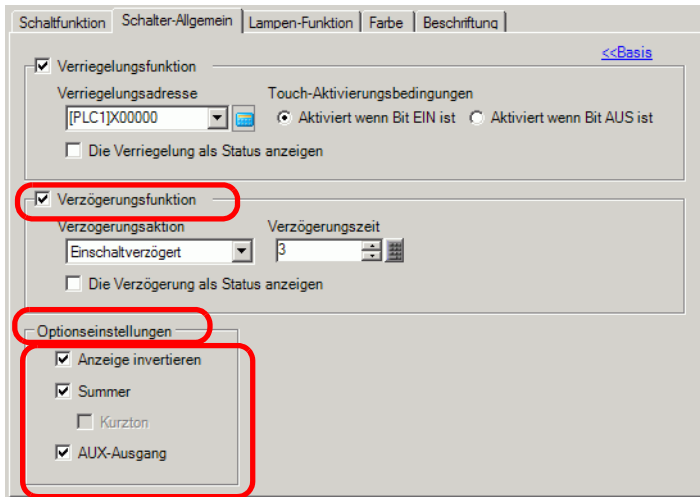 Schaltfunktion Schalter-Allgemein Lampen-Funktion Farbe Beschriftung
<<Basis
Verriegelungsfunktion
Verriegelungsadresse Touch-Aktivierungsbedingungen
[PLC1]X00000 Aktiviert wenn Bit EIN ist Aktiviert wenn Bit AUS ist
Die Verriegelung als Status anzeigen
Verzögerungsfunktion
Verzögerungsaktion Verzögerungszeit
Einschaltverzögert 3
Die Verzögerung als Status anzeigen
Optionseinstellungen
Anzeige invertieren
Summer
Kurzton
AUX-Ausgang